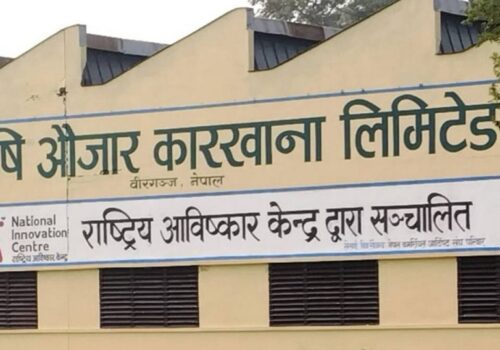 षि औजार कारखाना लिमिटेड
वीरगञ्ज, नेपाल
National
Innovation
Centre
राष्ट्रिय आविष्कार केन्द्र
राष्ट्रिय आविष्कार केन्द्र द्वारा सञ्चालित